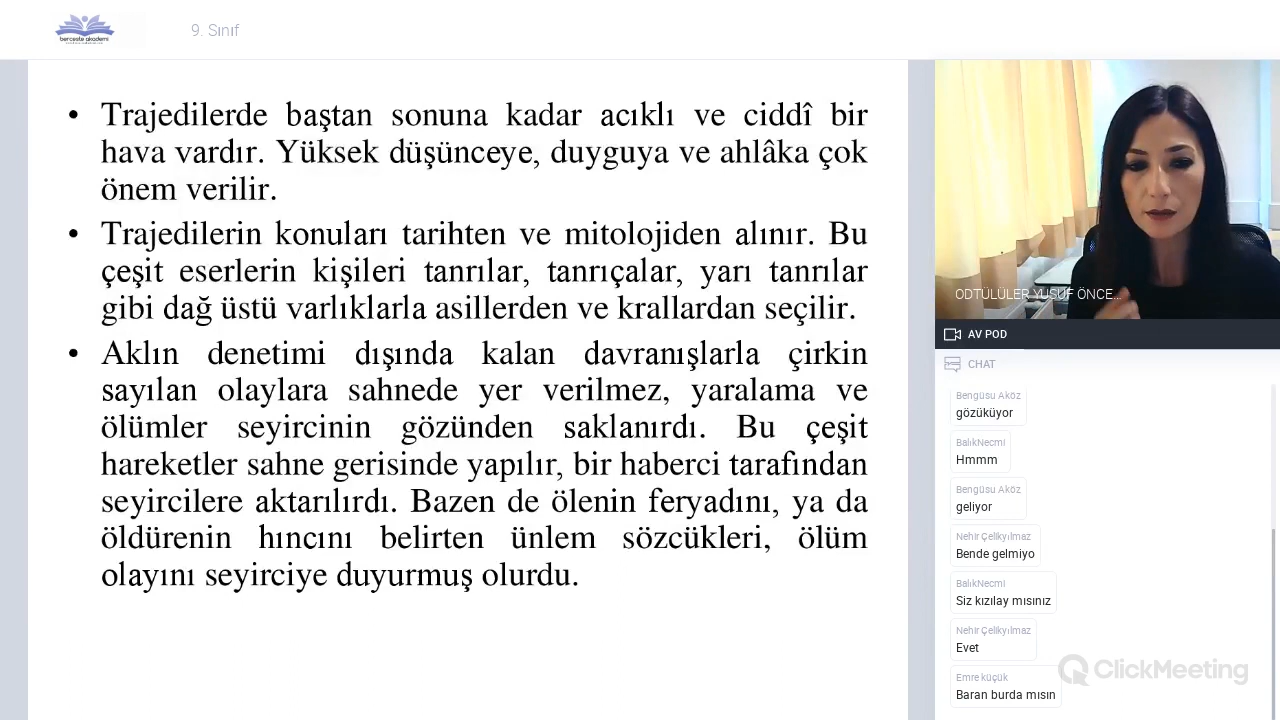 berceste akademi
9. Sınıf
• Trajedilerde baştan sonuna kadar acıklı ve ciddî bir
hava vardır. Yüksek düşünceye, duyguya ve ahlâka çok
önem verilir.
• Trajedilerin konuları tarihten ve mitolojiden alınır. Bu
çeşit eserlerin kişileri tanrılar, tanrıçalar, yarı tanrılar
gibi dağ üstü varlıklarla asillerden ve krallardan seçilir.
• Aklın denetimi dışında kalan davranışlarla çirkin
sayılan olaylara sahnede yer verilmez, yaralama ve
ölümler seyircinin gözünden saklanırdı. Bu çeşit
hareketler sahne gerisinde yapılır, bir haberci tarafından
seyircilere aktarılırdı. Bazen de ölenin feryadını, ya da
öldürenin hıncını belirten ünlem sözcükleri, ölüm
olayını seyirciye duyurmuş olurdu.
ODTÜLÜLER YUSUF ÖNCE...
AV POD
CHAT
Bengüsu Aköz
gözüküyor
BalıkNecmi
Hmmm
Bengüsu Aköz
geliyor
Nehir Çelikyılmaz
Bende gelmiyo
BalıkNecmi
Siz kızılay mısınız
Nehir Çelikyılmaz
Evet
Emre küçük
Baran burda mısın
ClickMeeting